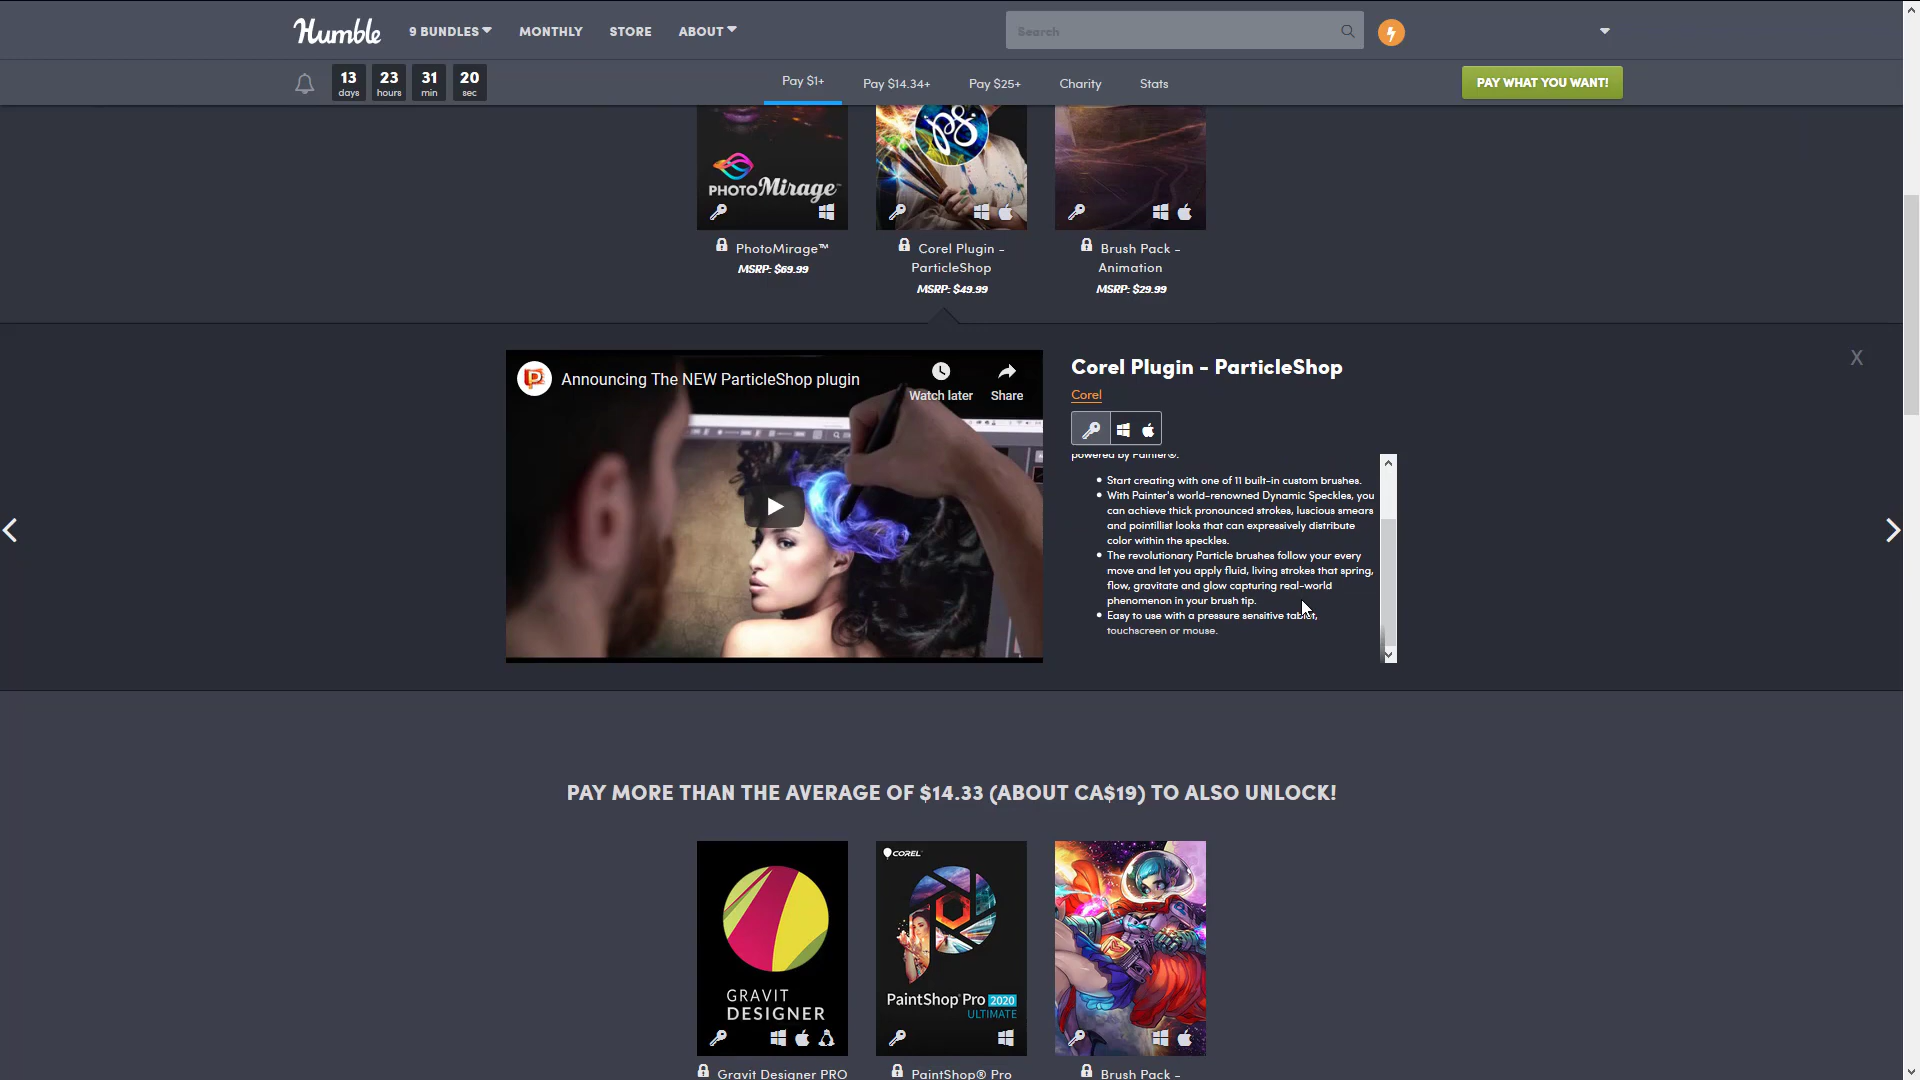 Humble
9 BUNDLES
MONTHLY
STORE
ABOUT
Search
13 days
23 hours
31 min
20 sec
Pay $1+
Pay $14.34+
Pay $25+
Charity
Stats
PAY WHAT YOU WANT!
PHOTOMirage™
ps
PhotoMirage™
MSRP: $69.99
Corel Plugin -
ParticleShop
MSRP: $49.99
Brush Pack -
Animation
MSRP: $29.99
Announcing The NEW ParticleShop plugin
Watch later
Share
Corel Plugin - ParticleShop
Corel
powered by Painter®.
Start creating with one of 11 built-in custom brushes.
With Painter's world-renowned Dynamic Speckles, you
can achieve thick pronounced strokes, luscious smears
and pointillist looks that can expressively distribute
color within the speckles.
The revolutionary Particle brushes follow your every
move and let you apply fluid, living strokes that spring,
flow, gravitate and glow capturing real-world
phenomenon in your brush tip.
Easy to use with a pressure sensitive tablet,
touchscreen or mouse.
X
PAY MORE THAN THE AVERAGE OF $14.33 (ABOUT CA$19) TO ALSO UNLOCK!
GRAVIT
DESIGNER
COREL
PaintShop Pro 2020
ULTIMATE
Gravit Designer PRO
PaintShop® Pro
Brush Pack -